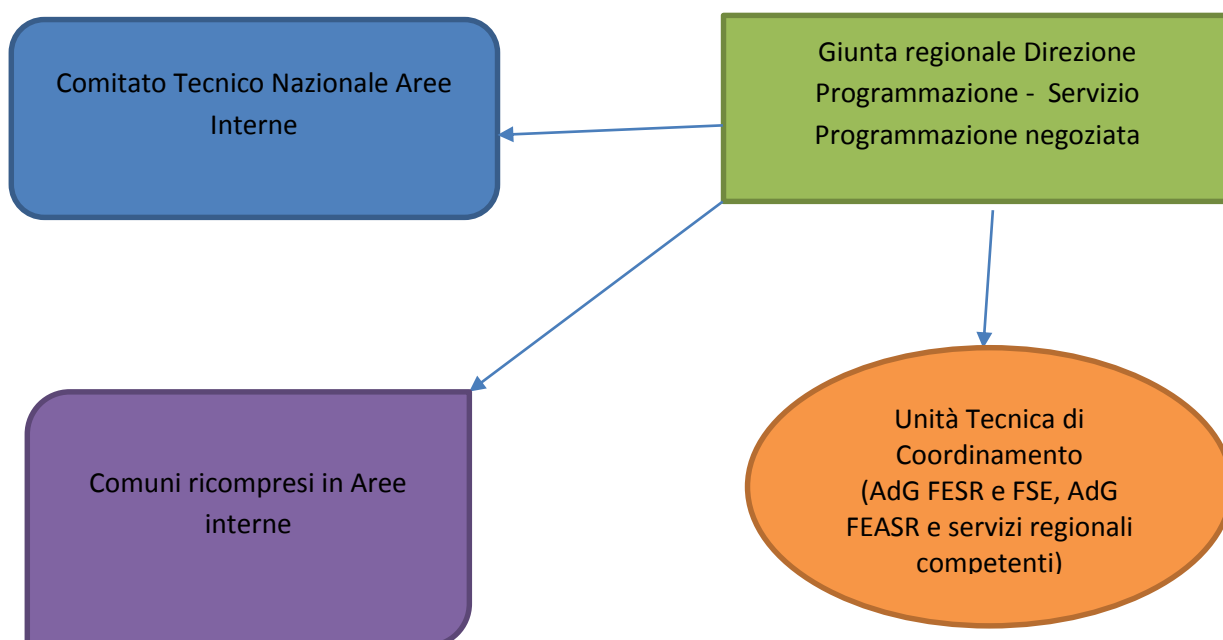 Comitato Tecnico Nazionale Aree
Interne
Giunta regionale Direzione
Programmazione - Servizio
Programmazione negoziata
Comuni ricompresi in Aree
interne
Unità Tecnica di
Coordinamento
(AdG FESR e FSE, AdG
FEASR e servizi regionali
competenti)